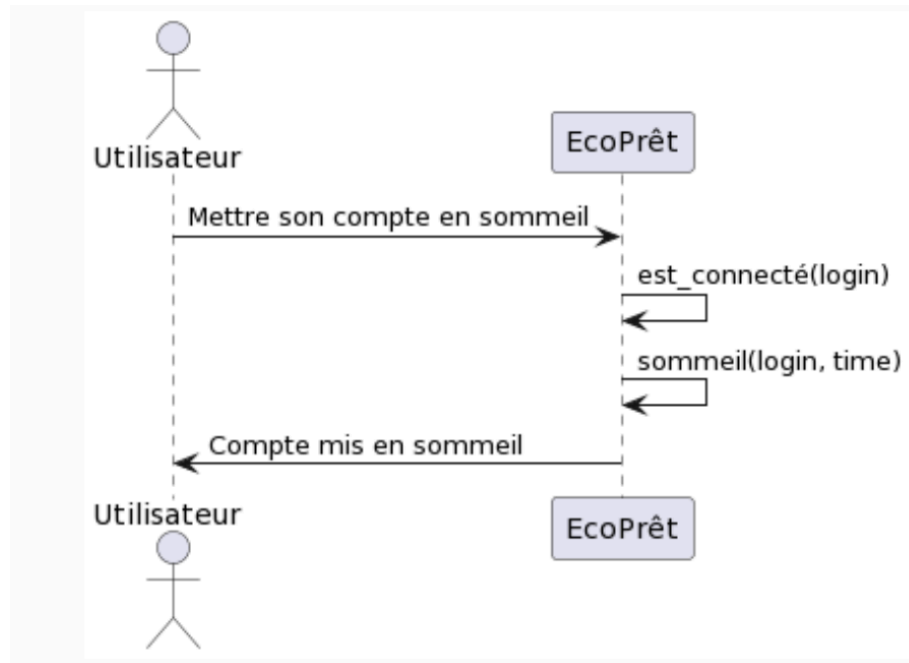 Utilisateur
EcoPrêt
Mettre son compte en sommeil
est_connecté(login)
sommeil(login, time)
Compte mis en sommeil
Utilisateur
EcoPrêt